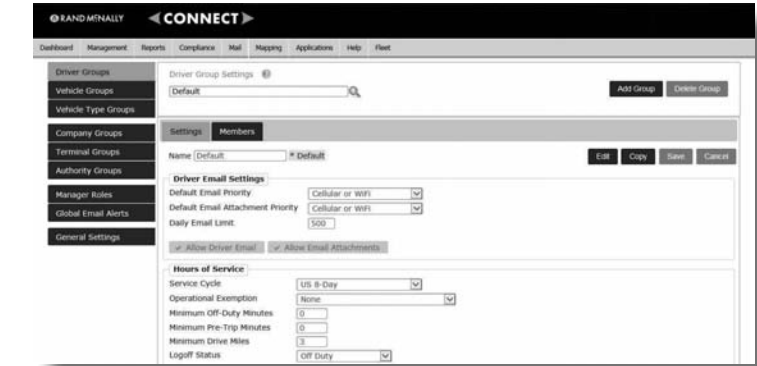 RAND MCNALLY CONNECT
Dashboard Management Reports Compliance Mail Mapping Applications Help Fleet
Driver Groups
Vehicle Groups
Vehicle Type Groups
Company Groups
Terminal Groups
Authority Groups
Manager Roles
Global Email Alerts
General Settings
Driver Group Settings
Default
Add Group Delete Group
Settings Members
Name Default * Default
Edit Copy Save Cancel
Driver Email Settings
Default Email Priority Cellular or WiFi
Default Email Attachment Priority Cellular or WiFi
Daily Email Limit 500
✓ Allow Driver Email ✓ Allow Email Attachments
Hours of Service
Service Cycle US 8-Day
Operational Exemption None
Minimum Off-Duty Minutes 0
Minimum Pre-Trip Minutes 0
Minimum Drive Miles 3
Logoff Status Off Duty